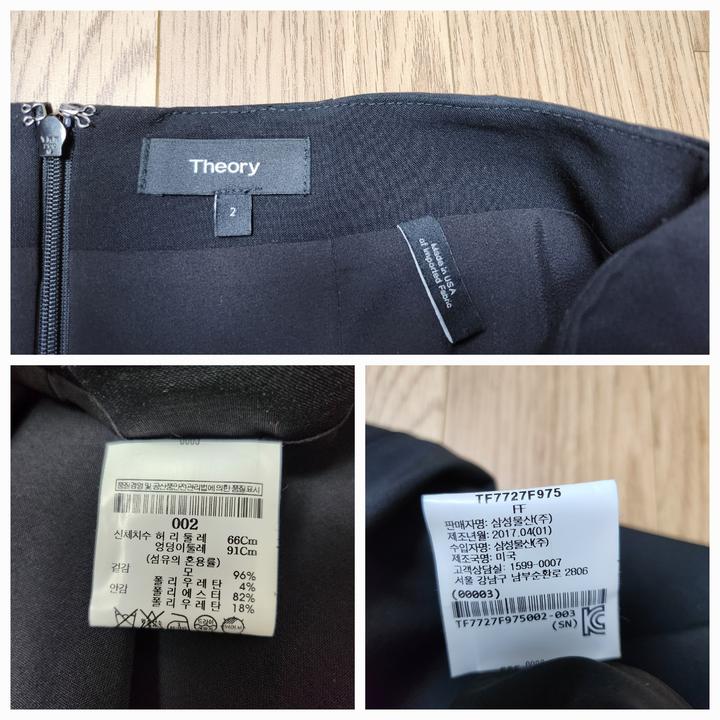 Theory
2
Made in USA
of Imported Fabric
품질경영 및 공산품안전관리법에 의한 품질표시
002
신체치수 허리둘레 66Cm
엉덩이둘레 91Cm
(섬유의 혼용률)
겉감 모 96%
폴리우레탄 4%
안감 폴리에스터 82%
폴리우레탄 18%
TF7727F975
FF
판매자명: 삼성물산(주)
제조년월: 2017.04(01)
수입자명: 삼성물산(주)
제조국명: 미국
고객상담실: 1599-0007
서울 강남구 남부순환로 2806
(00003)
TF7727F975002-003
(SN)